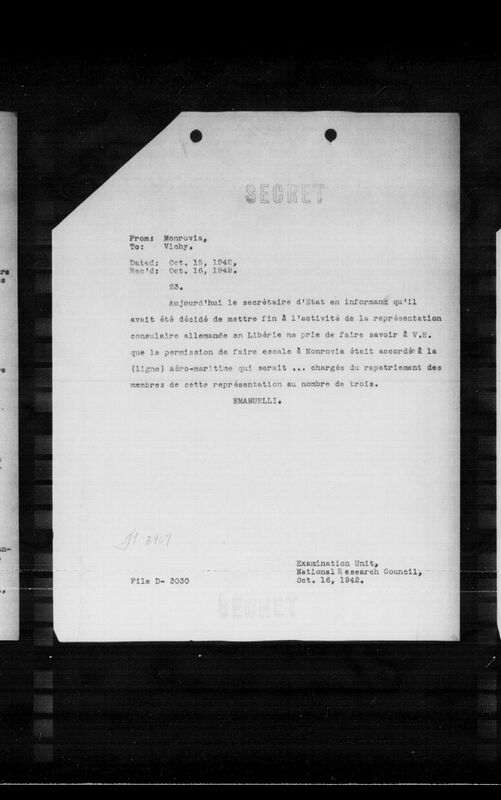 SECRET
From: Monrovia,
To: Vichy.
Dated: Oct. 15, 1942,
Rec'd: Oct. 16, 1942.
23.
Aujourd'hui le secrétaire d'Etat en informant qu'il
avait été décidé de mettre fin à l'activité de la représentation
consulaire allemande en Libérie me prie de faire savoir à V.E.
que la permission de faire escale à Monrovia était accordée à la
(ligne) aéro-maritime qui serait ... chargée du rapatriement des
membres de cette représentation au nombre de trois.
EMANUELLI.
Examination Unit,
National Research Council,
File D- 3030
Oct. 16, 1942.
SECRET